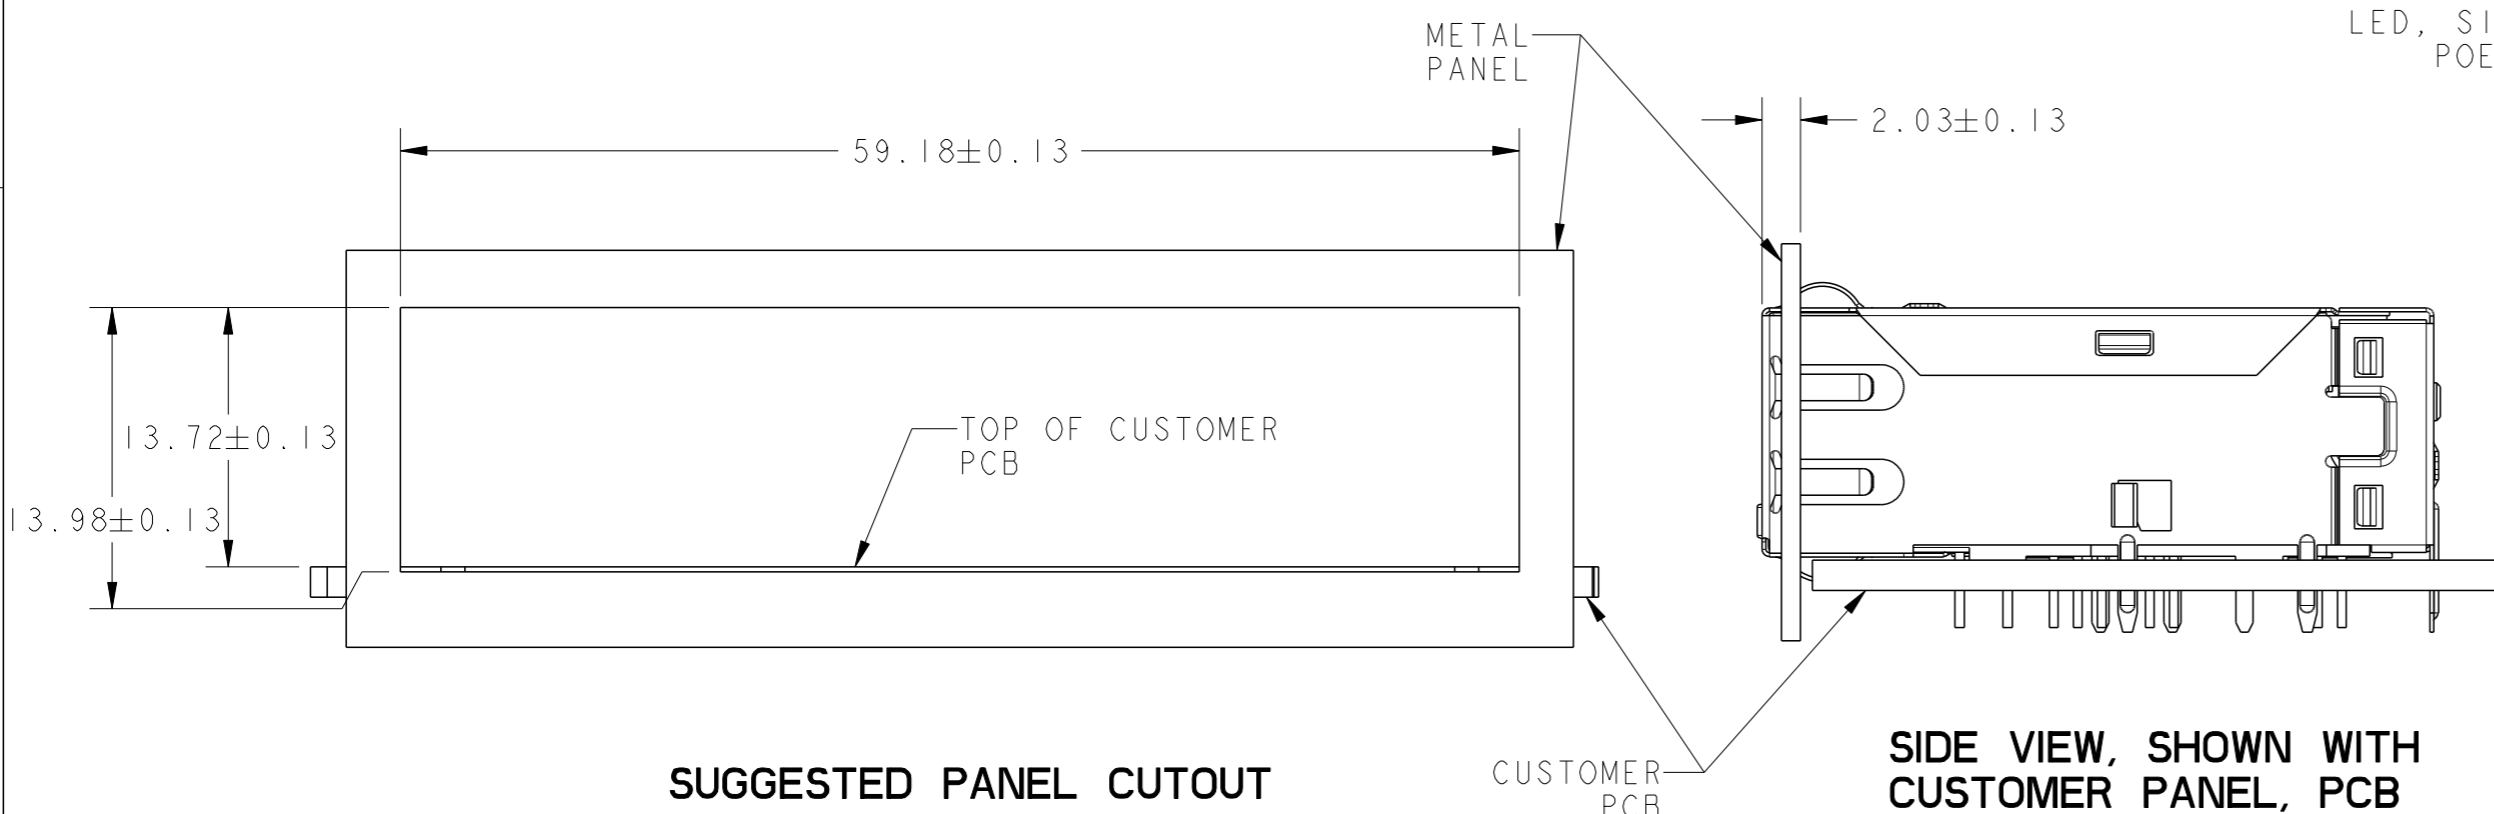 METAL
PANEL
LED, SI
POE
2.03±0.13
59.18±0.13
13.72±0.13
TOP OF CUSTOMER
PCB
13.98±0.13
CUSTOMER
PCB
SUGGESTED PANEL CUTOUT
SIDE VIEW, SHOWN WITH
CUSTOMER PANEL, PCB